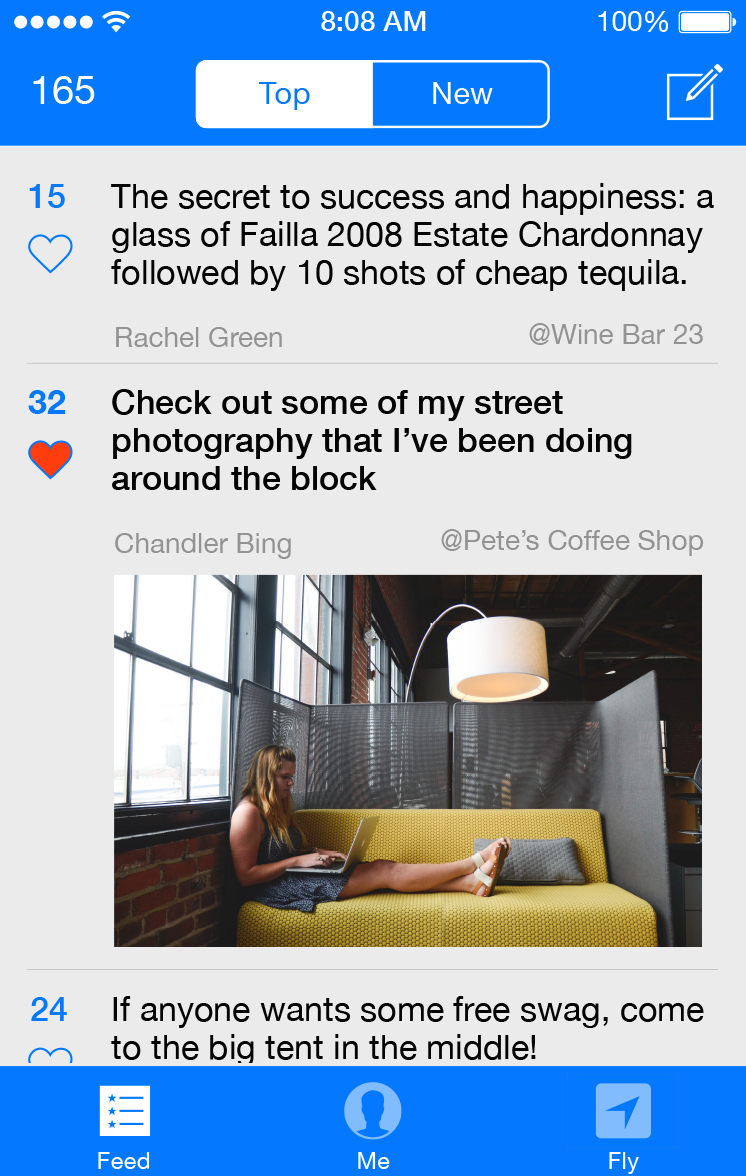 8:08 AM 100%
165 Top New
15 The secret to success and happiness: a
glass of Failla 2008 Estate Chardonnay
followed by 10 shots of cheap tequila.
Rachel Green @Wine Bar 23
32 Check out some of my street
photography that I’ve been doing
around the block
Chandler Bing @Pete’s Coffee Shop
24 If anyone wants some free swag, come
to the big tent in the middle!
Feed Me Fly